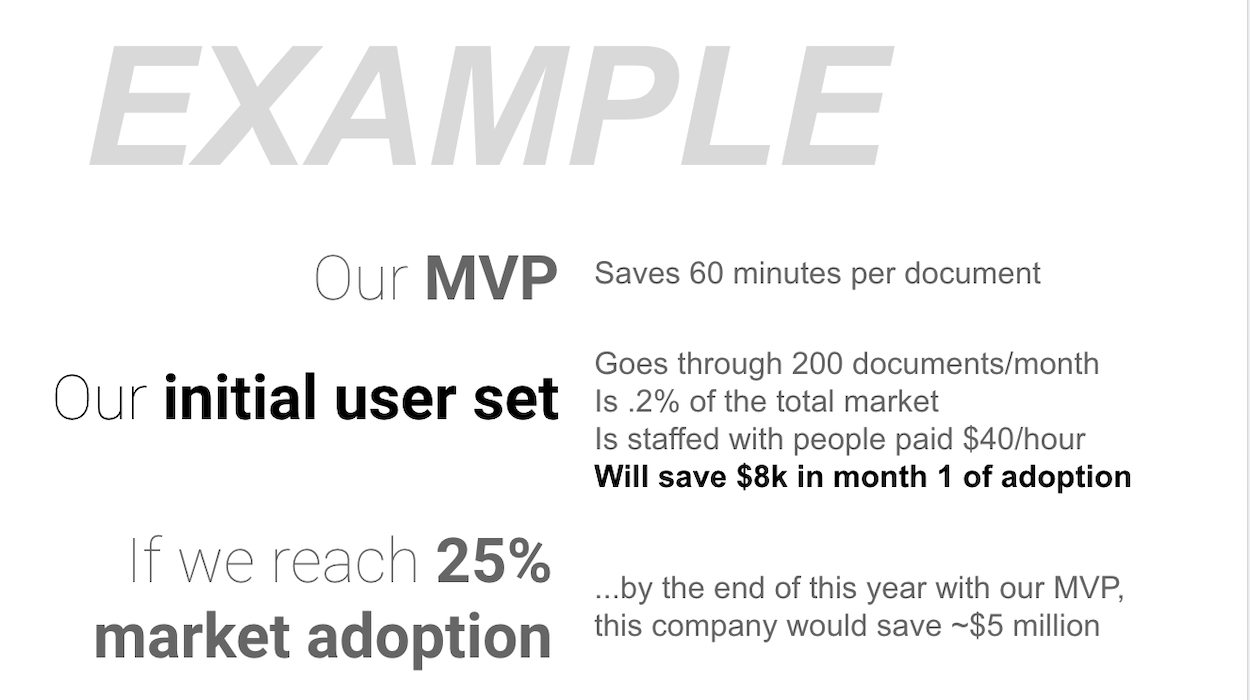 EXAMPLE
Our MVP
Saves 60 minutes per document
Our initial user set
Goes through 200 documents/month
Is .2% of the total market
Is staffed with people paid $40/hour
Will save $8k in month 1 of adoption
If we reach 25%
market adoption
...by the end of this year with our MVP,
this company would save ~$5 million